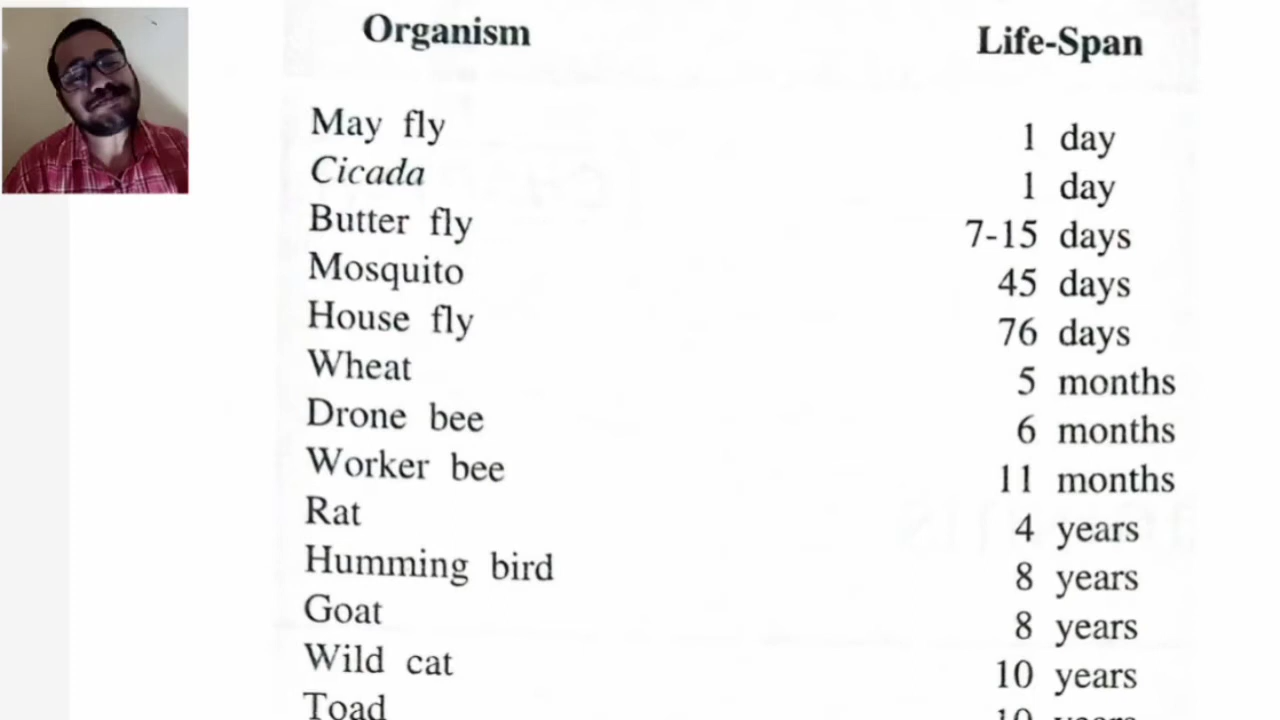 Organism Life-Span
May fly 1 day
Cicada 1 day
Butter fly 7-15 days
Mosquito 45 days
House fly 76 days
Wheat 5 months
Drone bee 6 months
Worker bee 11 months
Rat 4 years
Humming bird 8 years
Goat 8 years
Wild cat 10 years
Toad